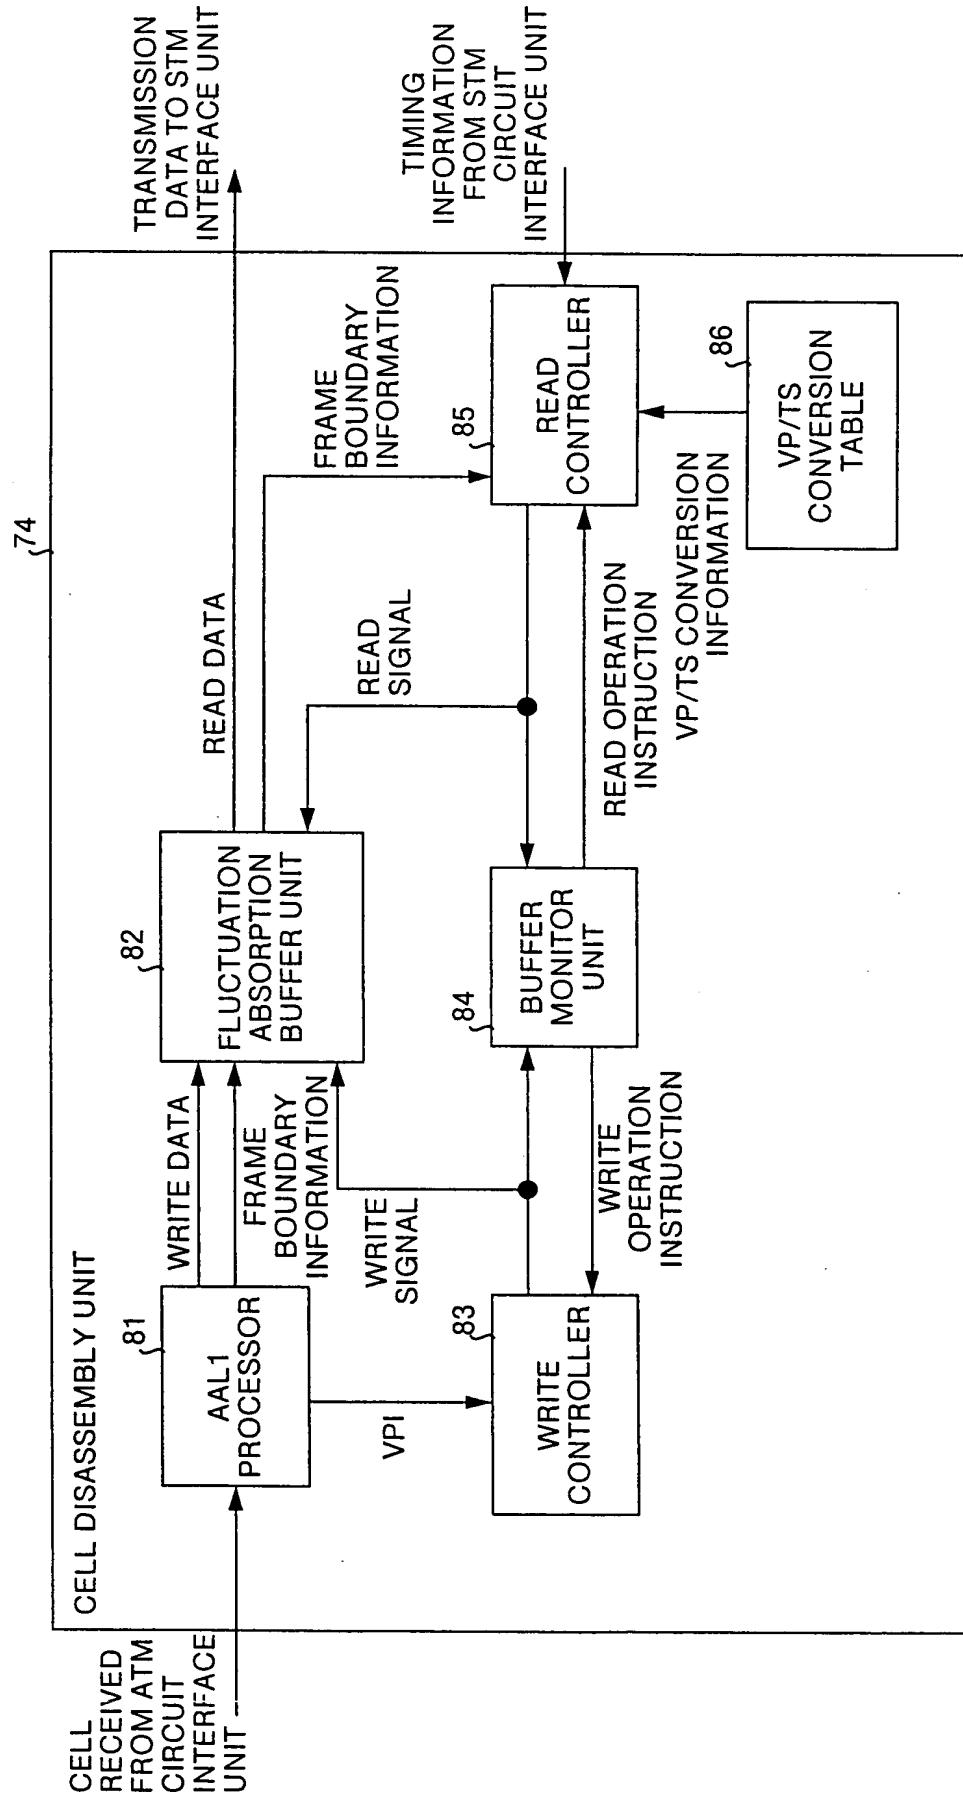 74
CELL DISASSEMBLY UNIT
CELL
RECEIVED
FROM ATM
CIRCUIT
INTERFACE
UNIT
81
AAL1
PROCESSOR
WRITE DATA
FRAME
BOUNDARY
INFORMATION
VPI
83
WRITE
CONTROLLER
WRITE
SIGNAL
WRITE
OPERATION
INSTRUCTION
82
FLUCTUATION
ABSORPTION
BUFFER UNIT
84
BUFFER
MONITOR
UNIT
READ DATA
READ
SIGNAL
READ OPERATION
INSTRUCTION
FRAME
BOUNDARY
INFORMATION
85
READ
CONTROLLER
VP/TS CONVERSION
INFORMATION
86
VP/TS
CONVERSION
TABLE
TRANSMISSION
DATA TO STM
INTERFACE UNIT
TIMING
INFORMATION
FROM STM
CIRCUIT
INTERFACE UNIT